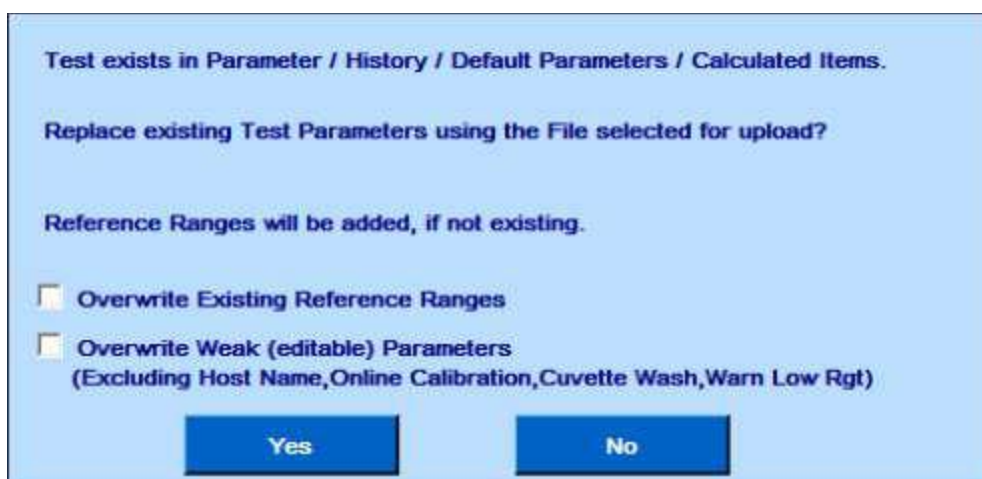 Test exists in Parameter / History / Default Parameters / Calculated Items.
Replace existing Test Parameters using the File selected for upload?
Reference Ranges will be added, if not existing.
Overwrite Existing Reference Ranges
Overwrite Weak (editable) Parameters
(Excluding Host Name,Online Calibration,Cuvette Wash,Warn Low Rgt)
Yes No